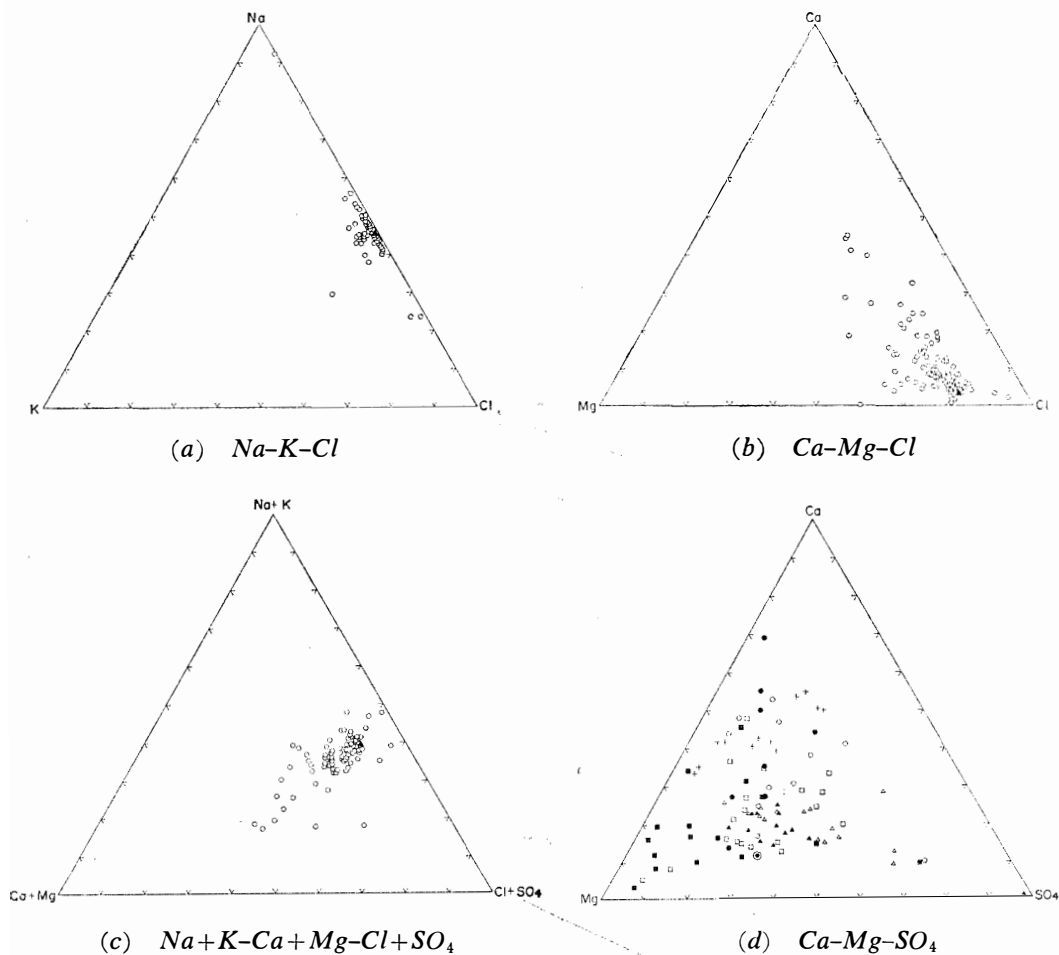 Na
K
Cl
(a) Na–K–Cl
Ca
Mg
Cl
(b) Ca–Mg–Cl
Na+K
Ca+Mg
Cl+SO4
(c) Na+K–Ca+Mg–Cl+SO4
Ca
Mg
SO4
(d) Ca–Mg–SO4